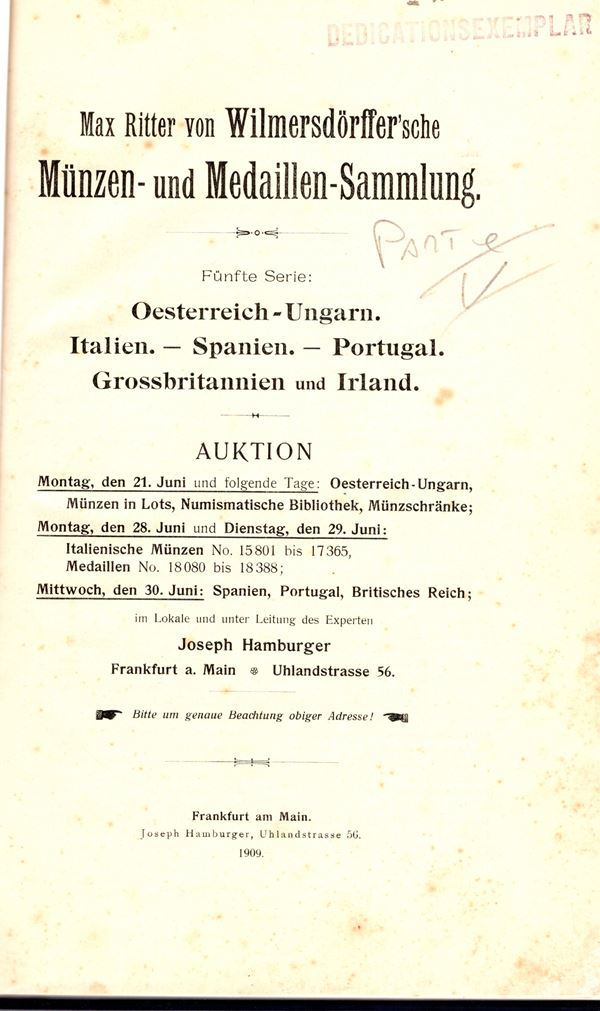 DEDICATIONSEXEMPLAR
Max Ritter von Wilmersdörffer'sche
Münzen- und Medaillen-Sammlung.
Parte
V
Fünfte Serie:
Oesterreich-Ungarn.
Italien. — Spanien. — Portugal.
Grossbritannien und Irland.
AUKTION
Montag, den 21. Juni und folgende Tage: Oesterreich-Ungarn,
Münzen in Lots, Numismatische Bibliothek, Münzschränke;
Montag, den 28. Juni und Dienstag, den 29. Juni:
Italienische Münzen No. 15801 bis 17365,
Medaillen No. 18080 bis 18388;
Mittwoch, den 30. Juni: Spanien, Portugal, Britisches Reich;
im Lokale und unter Leitung des Experten
Joseph Hamburger
Frankfurt a. Main Uhlandstrasse 56.
Bitte um genaue Beachtung obiger Adresse!
Frankfurt am Main.
Joseph Hamburger, Uhlandstrasse 56.
1909.